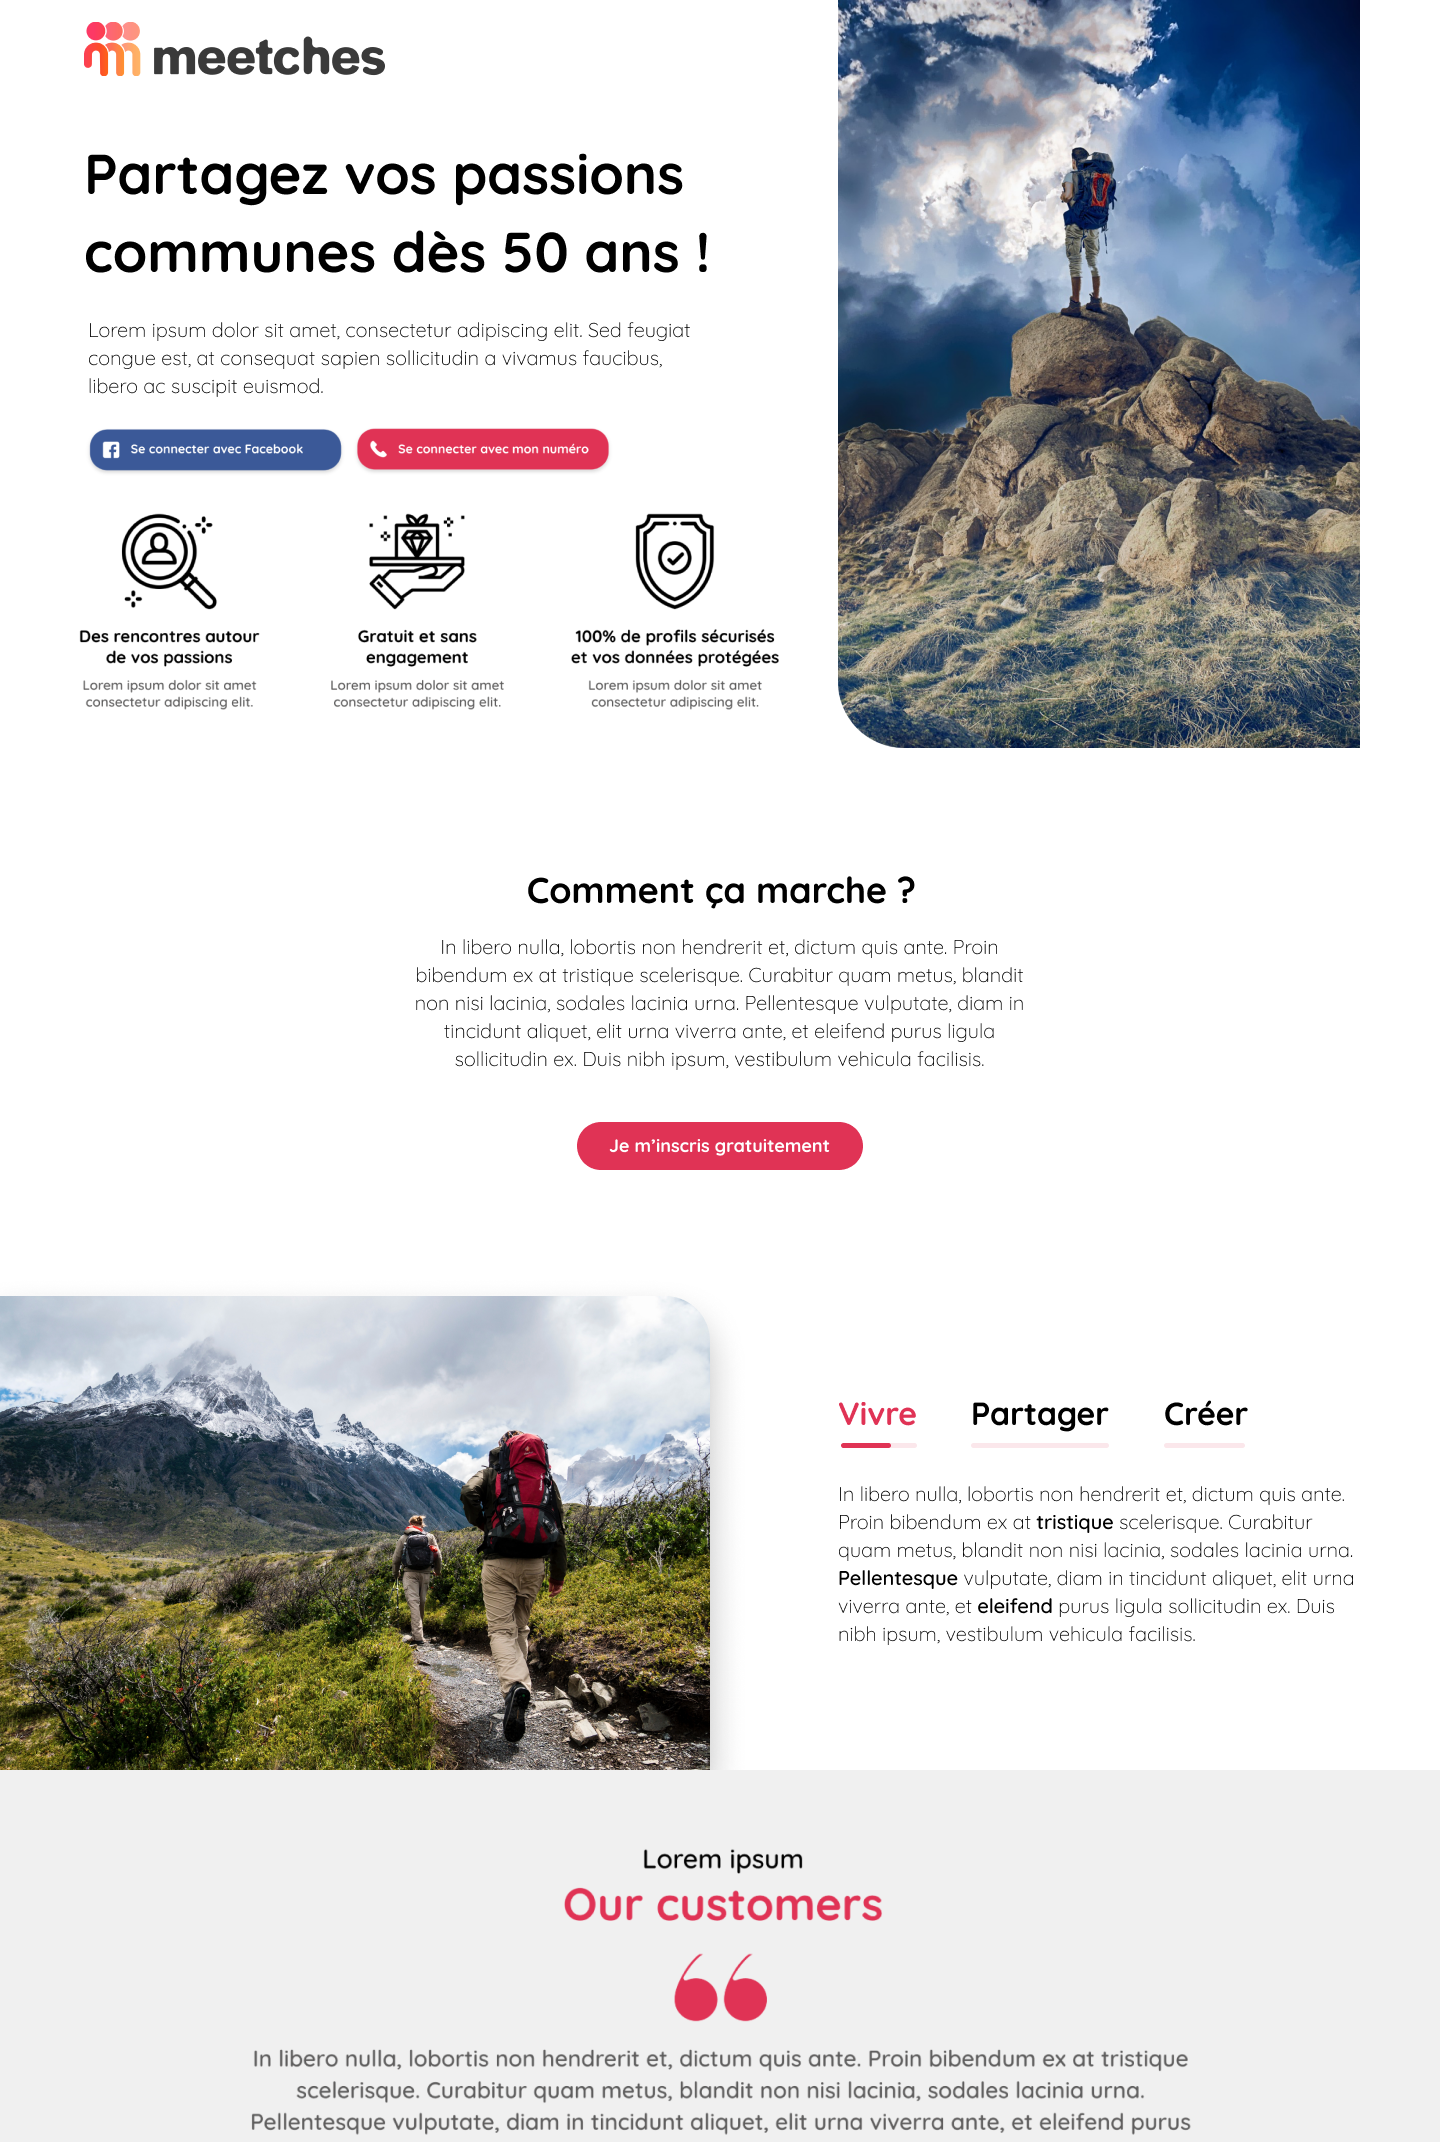 meetches
Partagez vos passions
communes dès 50 ans !
Lorem ipsum dolor sit amet, consectetur adipiscing elit. Sed feugiat
congue est, at consequat sapien sollicitudin a vivamus faucibus,
libero ac suscipit euismod.
Se connecter avec Facebook
Se connecter avec mon numéro
Des rencontres autour
de vos passions
Lorem ipsum dolor sit amet
consectetur adipiscing elit.
Gratuit et sans
engagement
Lorem ipsum dolor sit amet
consectetur adipiscing elit.
100% de profils sécurisés
et vos données protégées
Lorem ipsum dolor sit amet
consectetur adipiscing elit.
Comment ça marche ?
In libero nulla, lobortis non hendrerit et, dictum quis ante. Proin
bibendum ex at tristique scelerisque. Curabitur quam metus, blandit
non nisi lacinia, sodales lacinia urna. Pellentesque vulputate, diam in
tincidunt aliquet, elit urna viverra ante, et eleifend purus ligula
sollicitudin ex. Duis nibh ipsum, vestibulum vehicula facilisis.
Je m’inscris gratuitement
Vivre
Partager
Créer
In libero nulla, lobortis non hendrerit et, dictum quis ante.
Proin bibendum ex at tristique scelerisque. Curabitur
quam metus, blandit non nisi lacinia, sodales lacinia urna.
Pellentesque vulputate, diam in tincidunt aliquet, elit urna
viverra ante, et eleifend purus ligula sollicitudin ex. Duis
nibh ipsum, vestibulum vehicula facilisis.
Lorem ipsum
Our customers
In libero nulla, lobortis non hendrerit et, dictum quis ante. Proin bibendum ex at tristique
scelerisque. Curabitur quam metus, blandit non nisi lacinia, sodales lacinia urna.
Pellentesque vulputate, diam in tincidunt aliquet, elit urna viverra ante, et eleifend purus